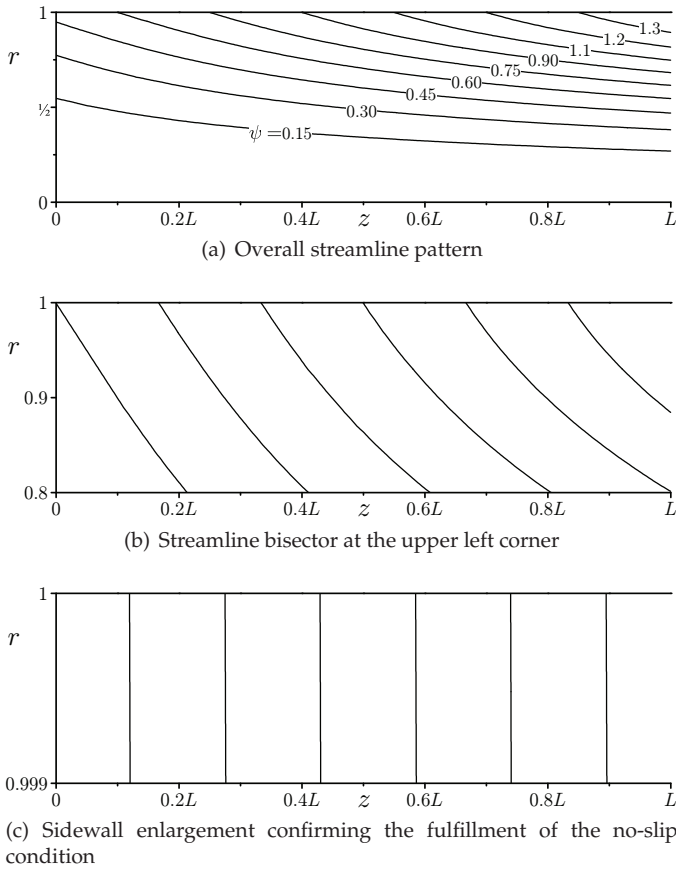 1
r
½
0
1.3
1.2
1.1
0.90
0.75
0.60
0.45
0.30
ψ =0.15
0 0.2L 0.4L z 0.6L 0.8L L
(a) Overall streamline pattern
1
r
0.9
0.8
0 0.2L 0.4L z 0.6L 0.8L L
(b) Streamline bisector at the upper left corner
1
r
0.999
0 0.2L 0.4L z 0.6L 0.8L L
(c) Sidewall enlargement confirming the fulfillment of the no-slip
condition